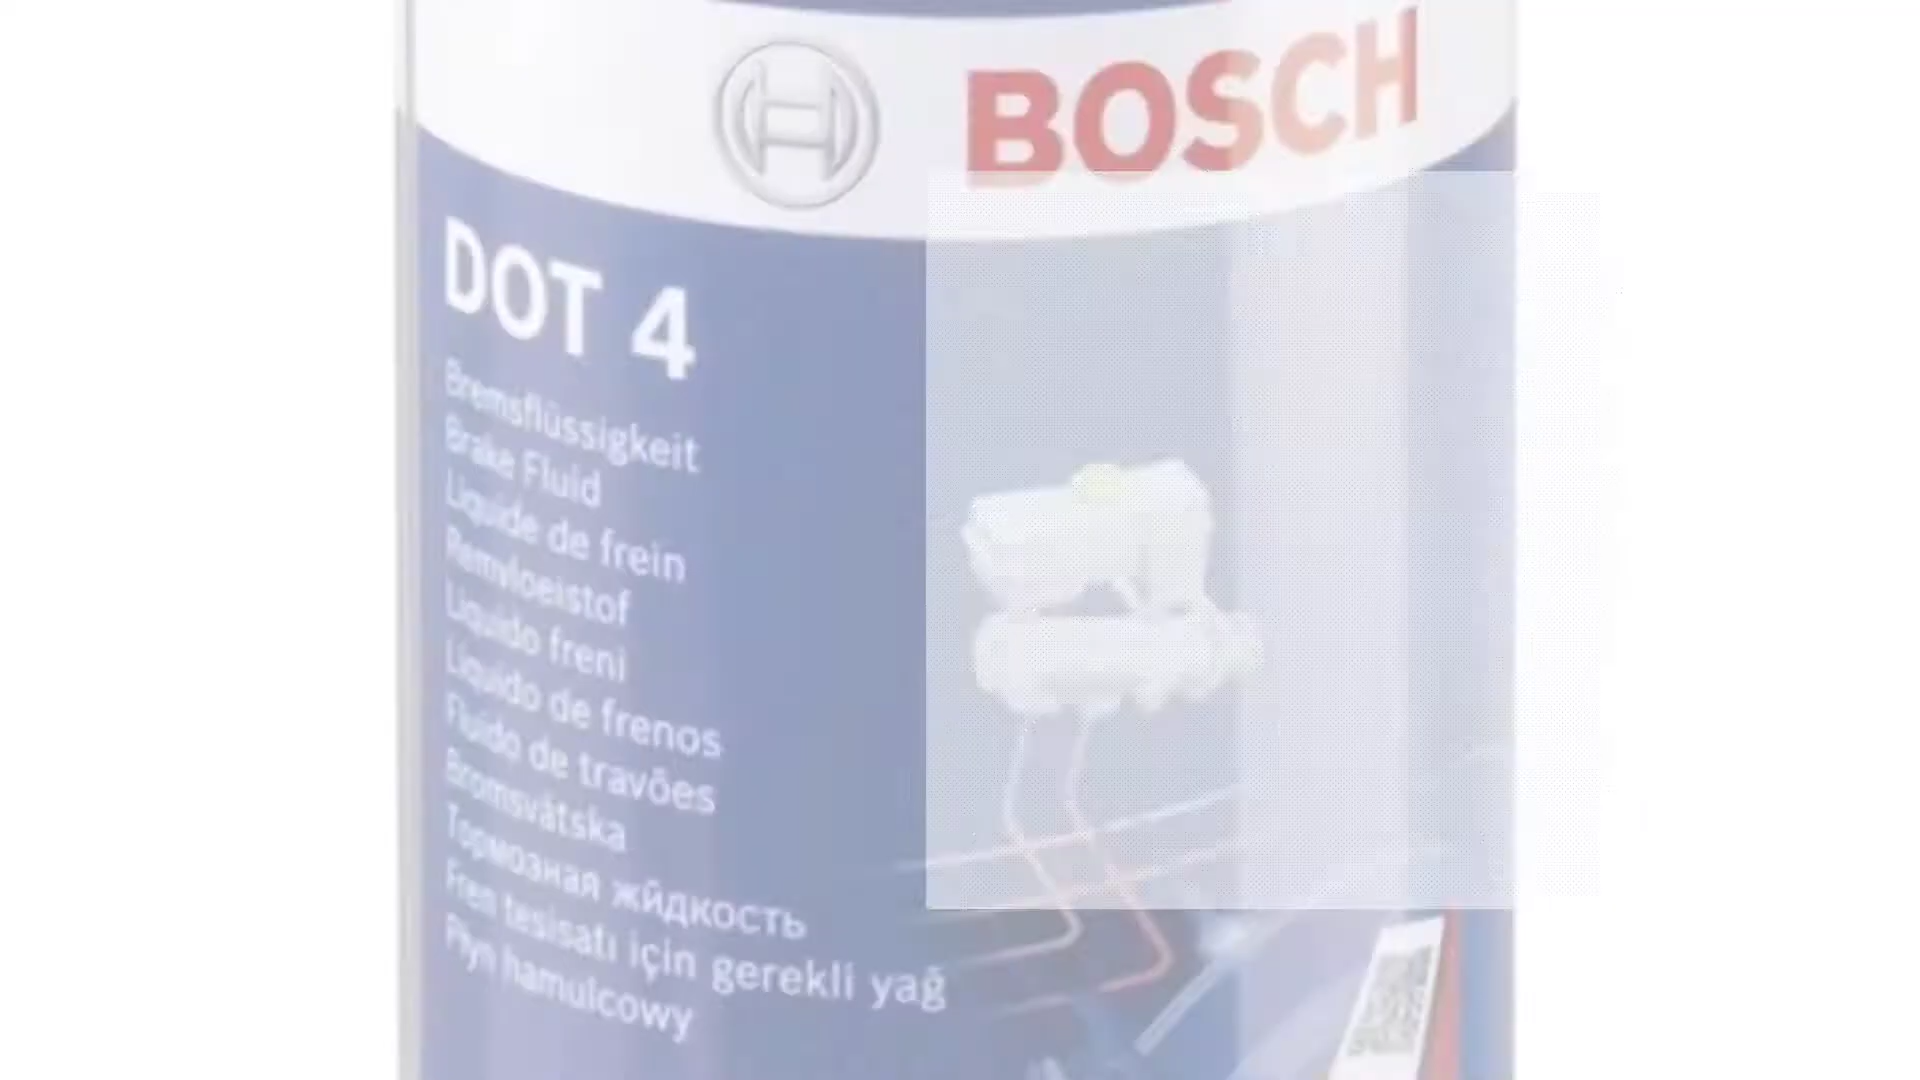 BOSCH
DOT 4
Bremsflüssigkeit
Brake Fluid
Liquide de frein
Remvloeistof
Liquido freni
Líquido de frenos
Fluido de travões
Bromsvätska
Тормозная жйдкость
Fren tesisatı için gerekli yağ
Płyn hamulcowy